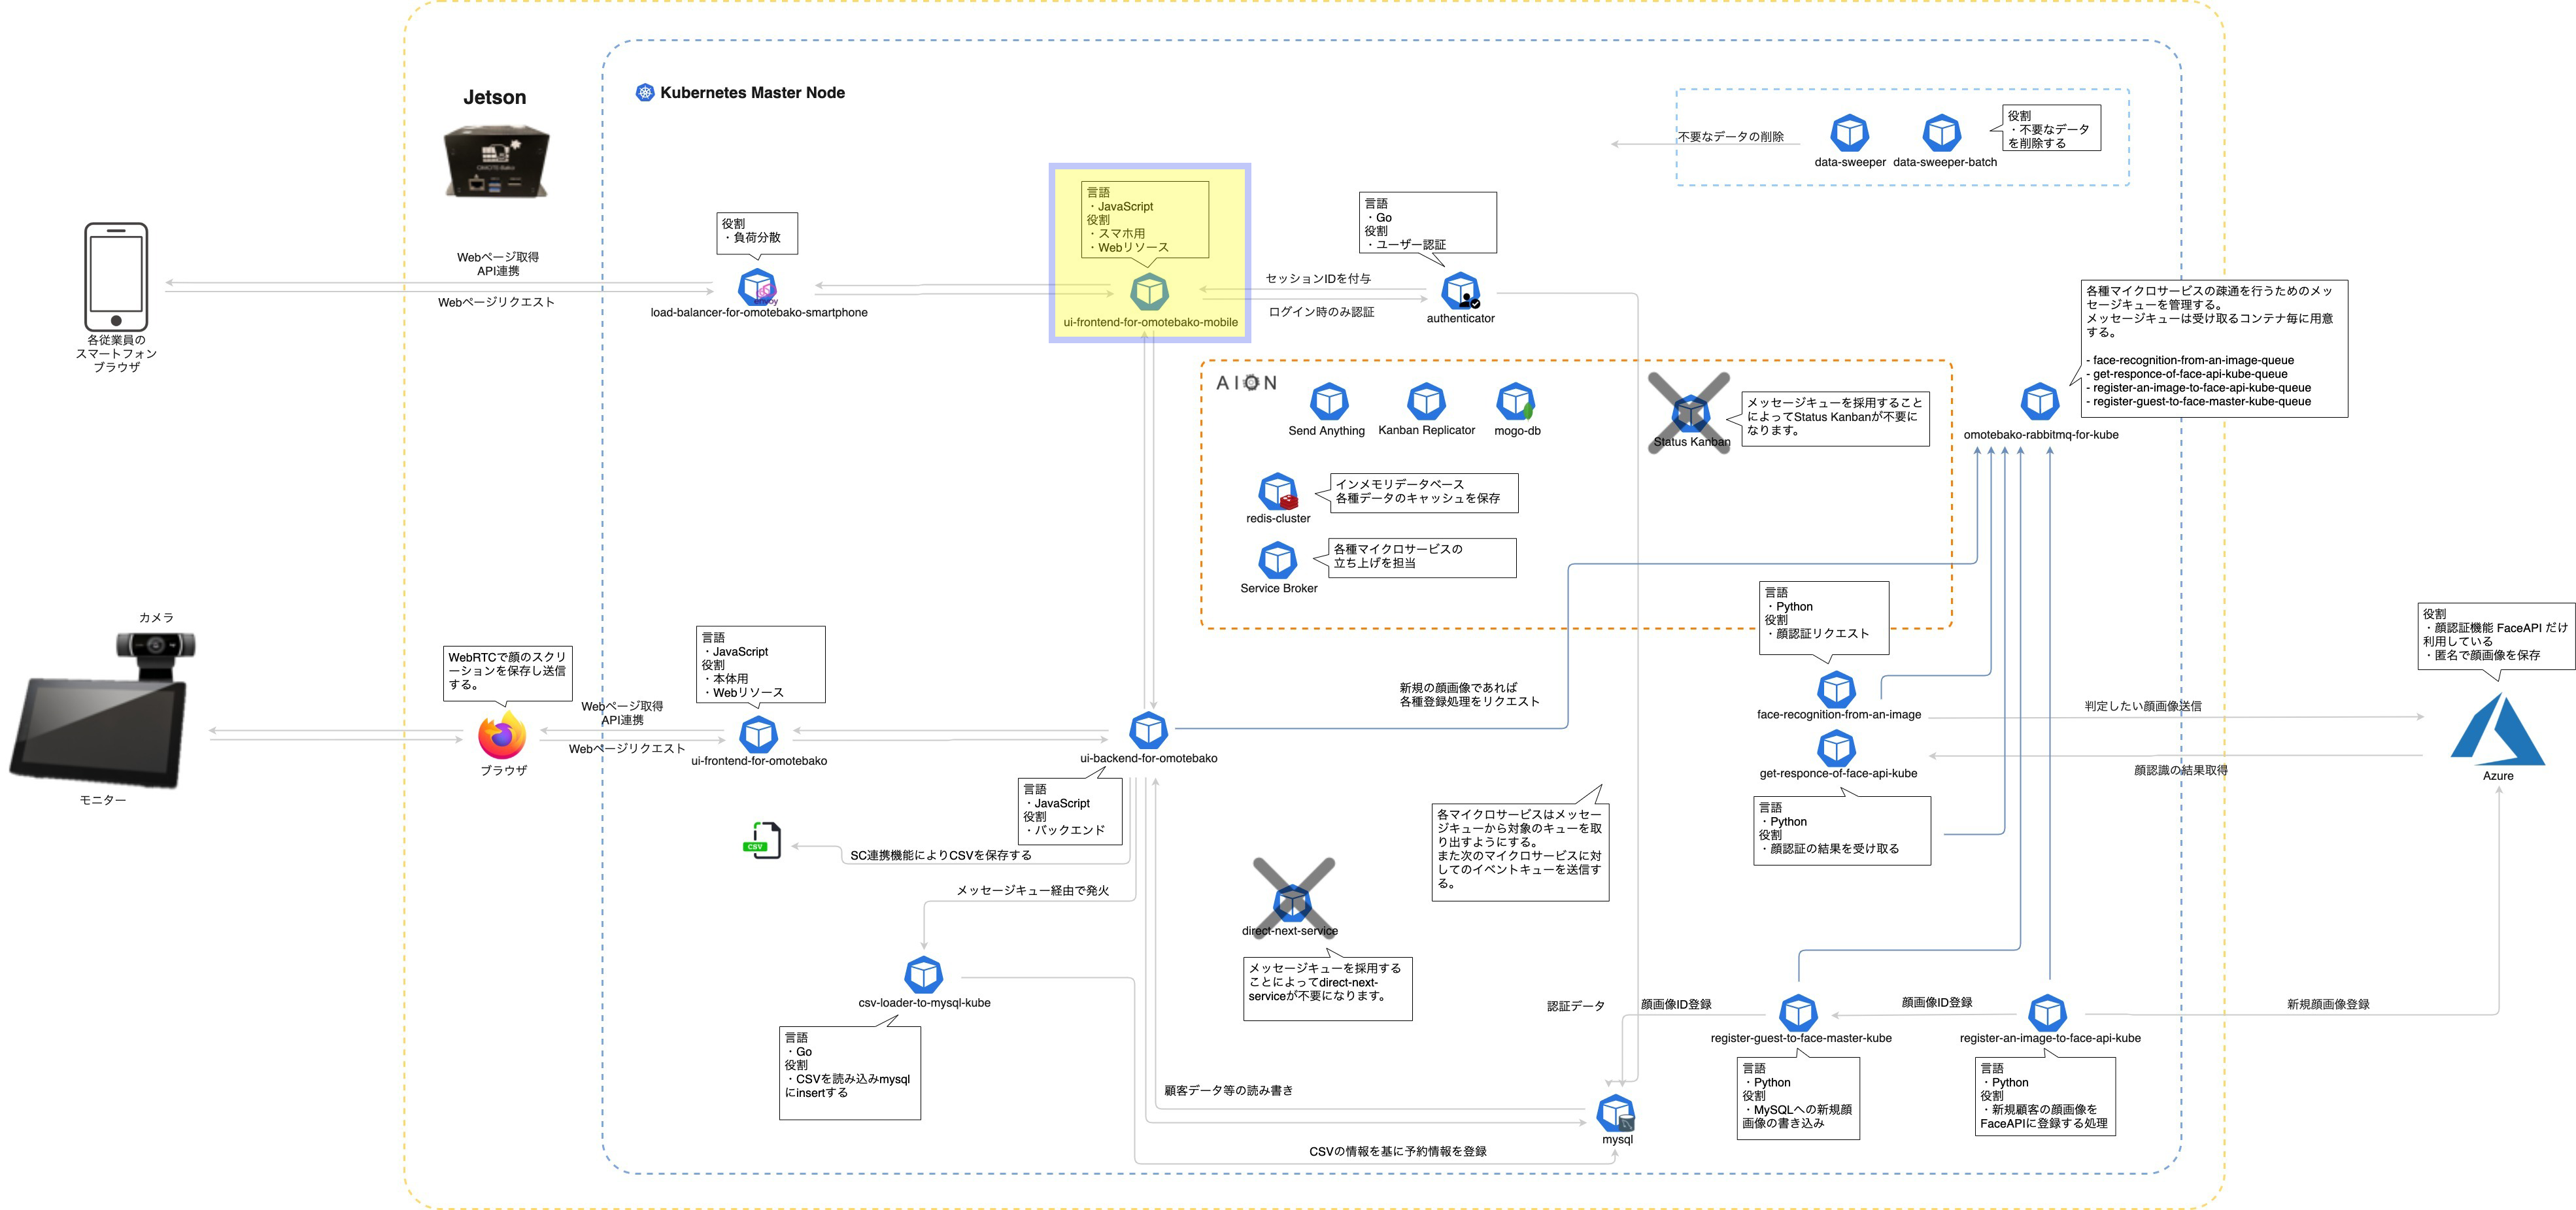 Jetson
Kubernetes Master Node
不要なデータの削除
data-sweeper
data-sweeper-batch
役割
・不要なデータ
を削除する
各従業員の
スマートフォン
ブラウザ
Webページ取得
API連携
Webページリクエスト
役割
・負荷分散
envoy
load-balancer-for-omotebako-smartphone
言語
・JavaScript
役割
・スマホ用
・Webリソース
ui-frontend-for-omotebako-mobile
セッションIDを付与
ログイン時のみ認証
言語
・Go
役割
・ユーザー認証
authenticator
各種マイクロサービスの疎通を行うためのメッ
セージキューを管理する。
メッセージキューは受け取るコンテナ毎に用意
する。
- face-recognition-from-an-image-queue
- get-responce-of-face-api-kube-queue
- register-an-image-to-face-api-kube-queue
- register-guest-to-face-master-kube-queue
omotebako-rabbitmq-for-kube
AION
Send Anything
Kanban Replicator
mogo-db
Status Kanban
メッセージキューを採用すること
によってStatus Kanbanが不要に
なります。
redis-cluster
インメモリデータベース
各種データのキャッシュを保存
Service Broker
各種マイクロサービスの
立ち上げを担当
カメラ
モニター
WebRTCで顔のスクリ
ーションを保存し送信
する。
ブラウザ
Webページ取得
API連携
Webページリクエスト
言語
・JavaScript
役割
・本体用
・Webリソース
ui-frontend-for-omotebako
ui-backend-for-omotebako
言語
・JavaScript
役割
・バックエンド
新規の顔画像であれば
各種登録処理をリクエスト
言語
・Python
役割
・顔認証リクエスト
face-recognition-from-an-image
get-responce-of-face-api-kube
言語
・Python
役割
・顔認証の結果を受け取る
判定したい顔画像送信
顔認識の結果取得
役割
・顔認証機能 FaceAPI だけ
利用している
・匿名で顔画像を保存
Azure
CSV
SC連携機能によりCSVを保存する
メッセージキュー経由で発火
各マイクロサービスはメッセー
ジキューから対象のキューを取
り出すようにする。
また次のマイクロサービスに対
してのイベントキューを送信す
る。
direct-next-service
メッセージキューを採用する
ことによってdirect-next-
serviceが不要になります。
csv-loader-to-mysql-kube
言語
・Go
役割
・CSVを読み込みmysql
にinsertする
認証データ
顔画像ID登録
顔画像ID登録
新規顔画像登録
register-guest-to-face-master-kube
register-an-image-to-face-api-kube
言語
・Python
役割
・MySQLへの新規顔
画像の書き込み
言語
・Python
役割
・新規顧客の顔画像を
FaceAPIに登録する処理
顧客データ等の読み書き
mysql
CSVの情報を基に予約情報を登録